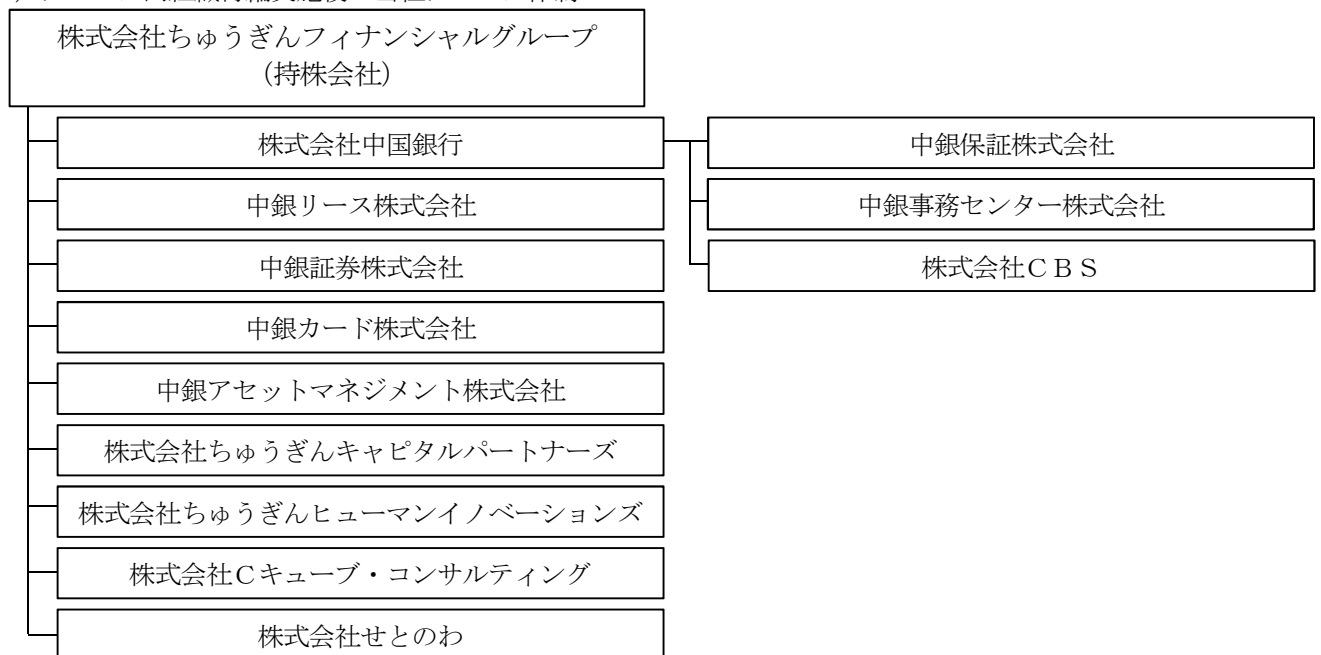 株式会社ちゅうぎんフィナンシャルグループ
（持株会社）
株式会社中国銀行
中銀保証株式会社
中銀リース株式会社
中銀事務センター株式会社
中銀証券株式会社
株式会社ＣＢＳ
中銀カード株式会社
中銀アセットマネジメント株式会社
株式会社ちゅうぎんキャピタルパートナーズ
株式会社ちゅうぎんヒューマンイノベーションズ
株式会社Ｃキューブ・コンサルティング
株式会社せとのわ